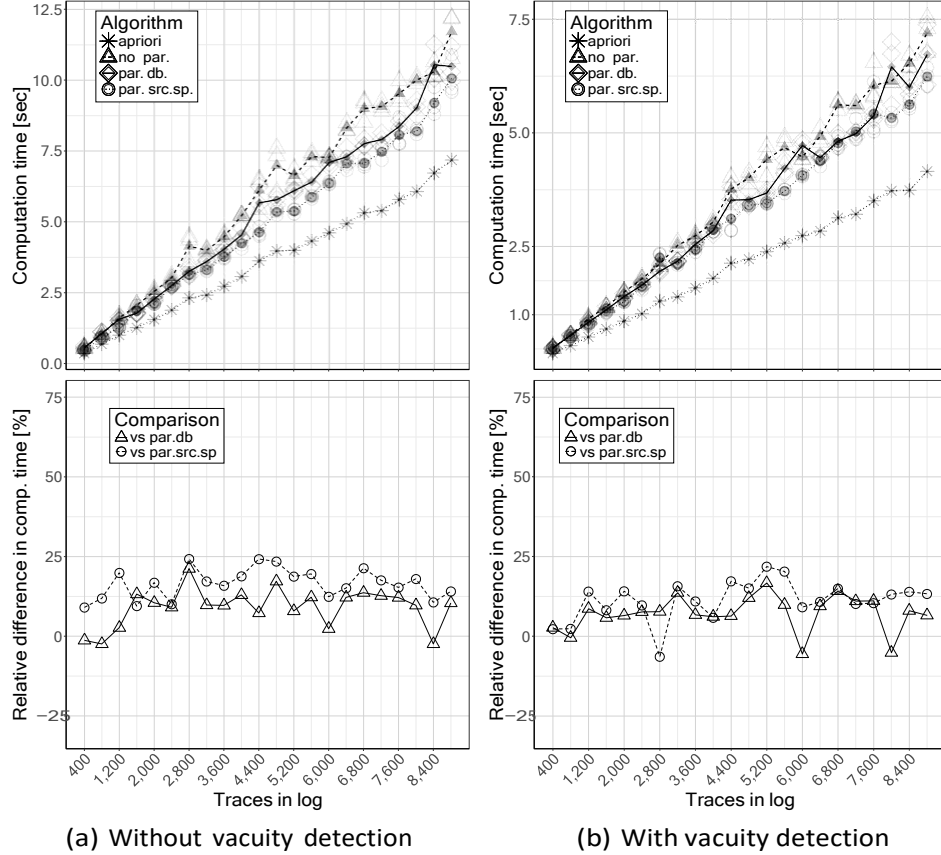 Algorithm
apriori
no par.
par. db.
par. src.sp.
Computation time [sec]
12.5
10.0
7.5
5.0
2.5
0.0
Algorithm
apriori
no par.
par. db.
par. src.sp.
Computation time [sec]
7.5
5.0
2.5
1.0
Comparison
vs par.db
vs par.src.sp
Relative difference in comp. time [%]
75
50
25
0
−25
400
1,200
2,000
2,800
3,600
4,400
5,200
6,000
6,800
7,600
8,400
Traces in log
Comparison
vs par.db
vs par.src.sp
Relative difference in comp. time [%]
75
50
25
0
−25
400
1,200
2,000
2,800
3,600
4,400
5,200
6,000
6,800
7,600
8,400
Traces in log
(a) Without vacuity detection
(b) With vacuity detection